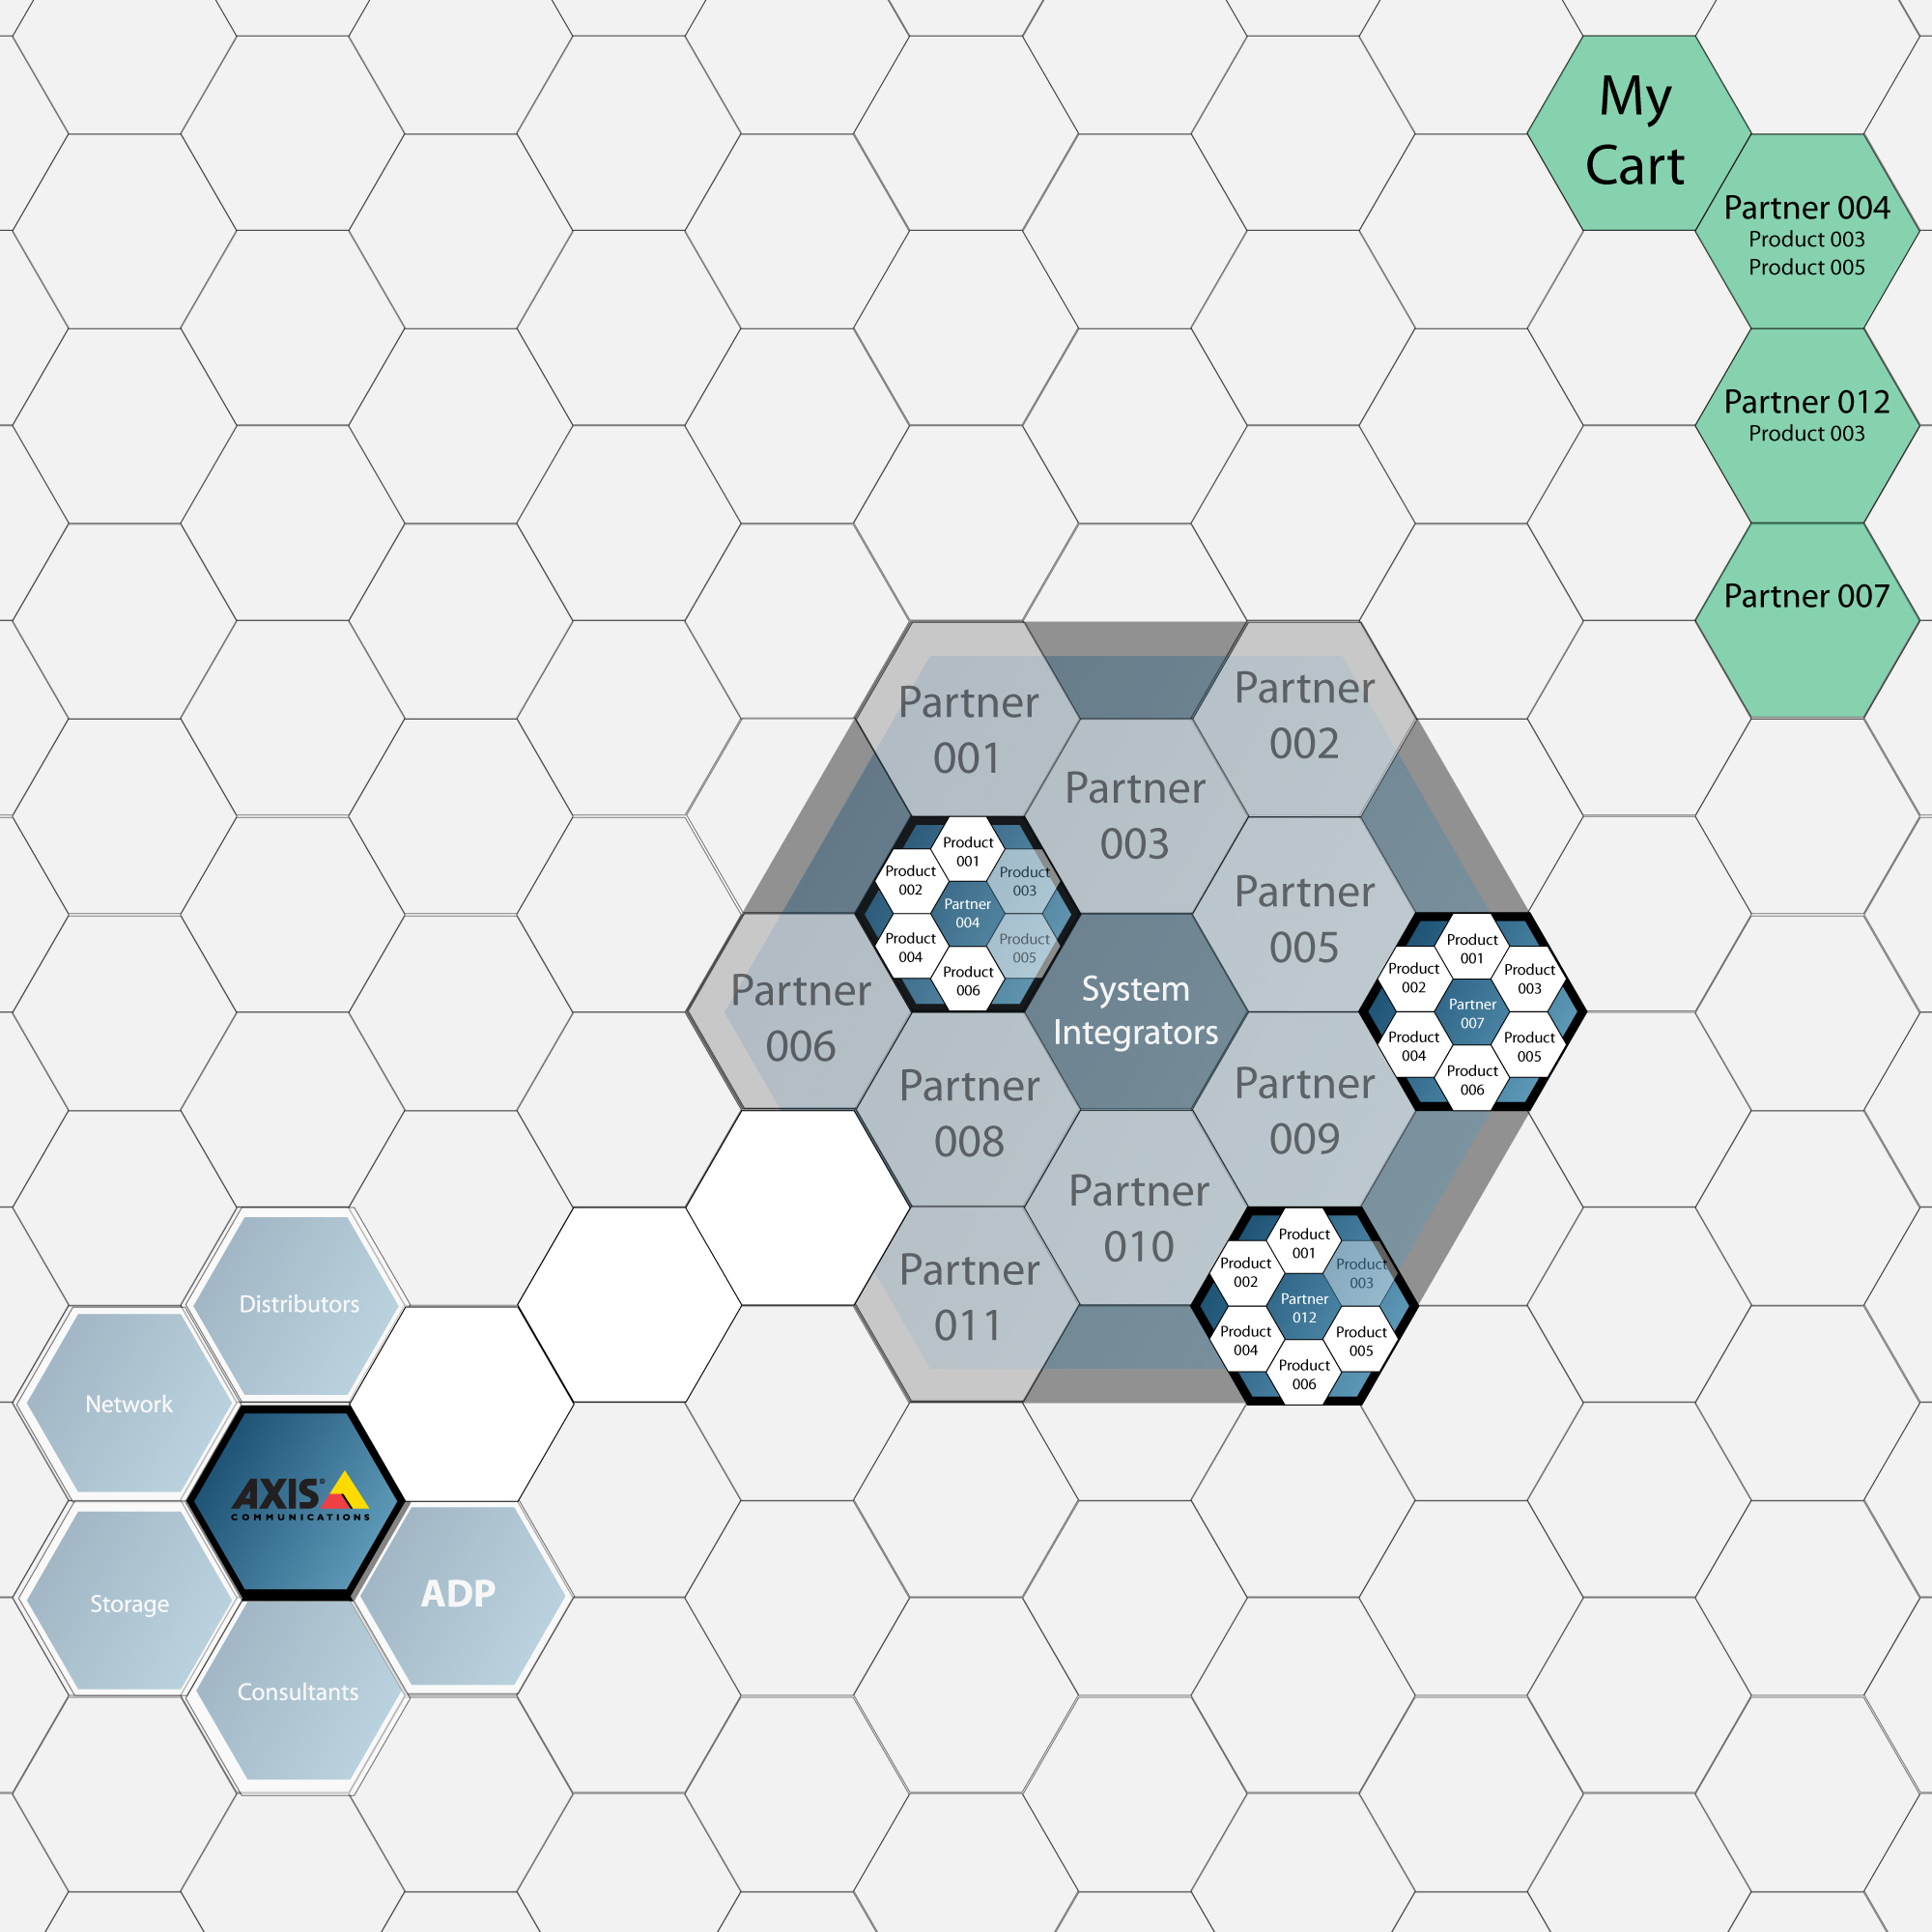 My
Cart
Partner 004
Product 003
Product 005
Partner 012
Product 003
Partner 007
Partner
001
Partner
002
Partner
003
Product
001
Product
002
Product
003
Partner
004
Product
004
Product
005
Product
006
Partner
005
Partner
006
System
Integrators
Product
001
Product
002
Product
003
Partner
007
Product
004
Product
005
Product
006
Partner
008
Partner
009
Partner
010
Partner
011
Product
001
Product
002
Product
003
Partner
012
Product
004
Product
005
Product
006
Distributors
Network
AXIS®
COMMUNICATIONS
Storage
ADP
Consultants